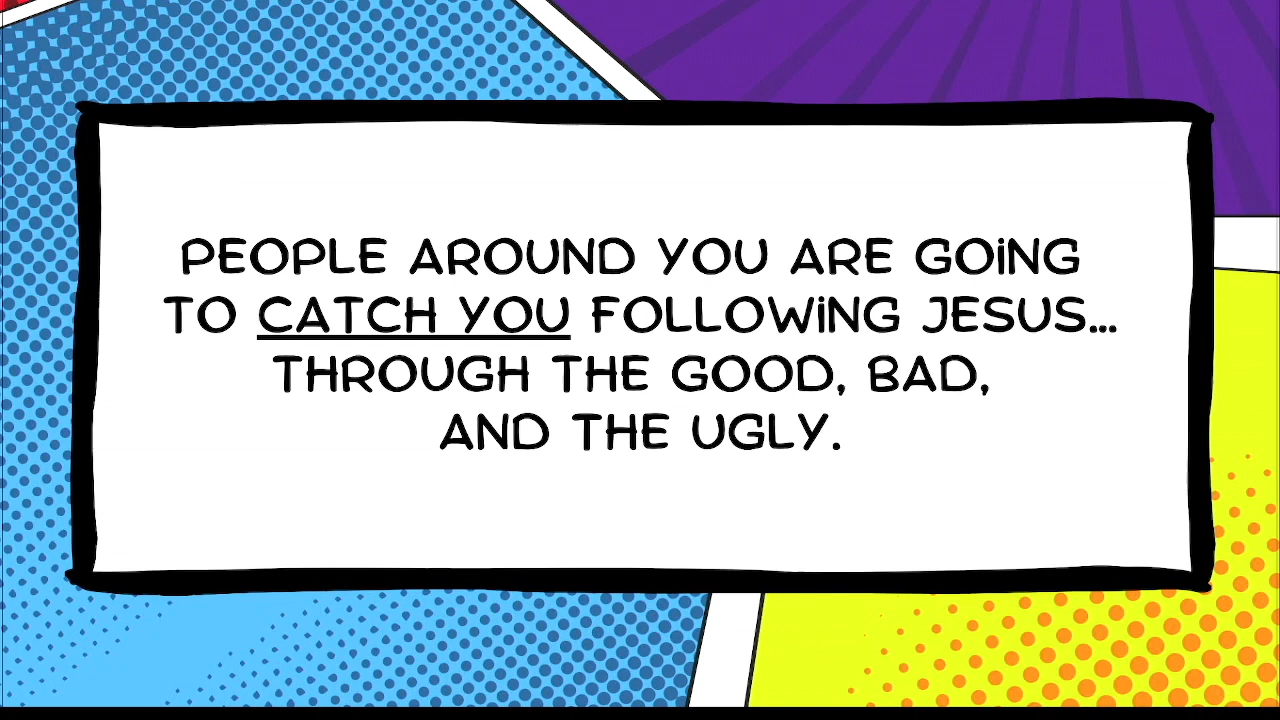 PEOPLE AROUND YOU ARE GOiNG
TO CATCH YOU FOLLOWiNG JESUS...
THROUGH THE GOOD, BAD,
AND THE UGLY.